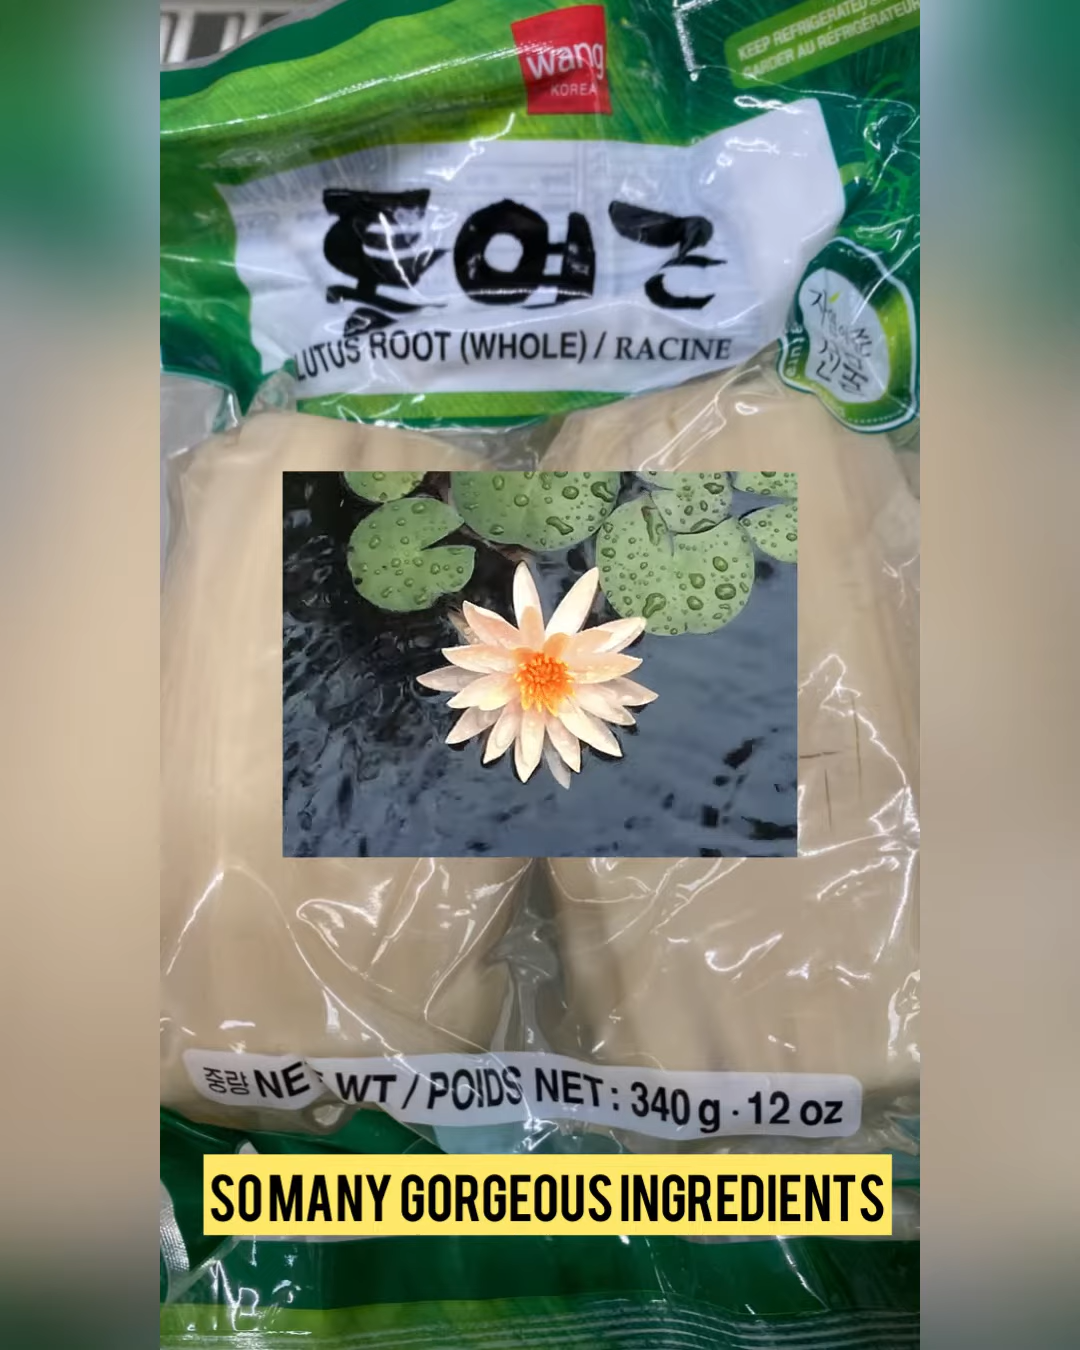 wang
KOREA
KEEP REFRIGERATED
GARDER AU RÉFRIGÉRATEUR
통연근
LUTUS ROOT (WHOLE) / RACINE
중량 NET WT / POIDS NET : 340 g · 12 oz
SO MANY GORGEOUS INGREDIENTS